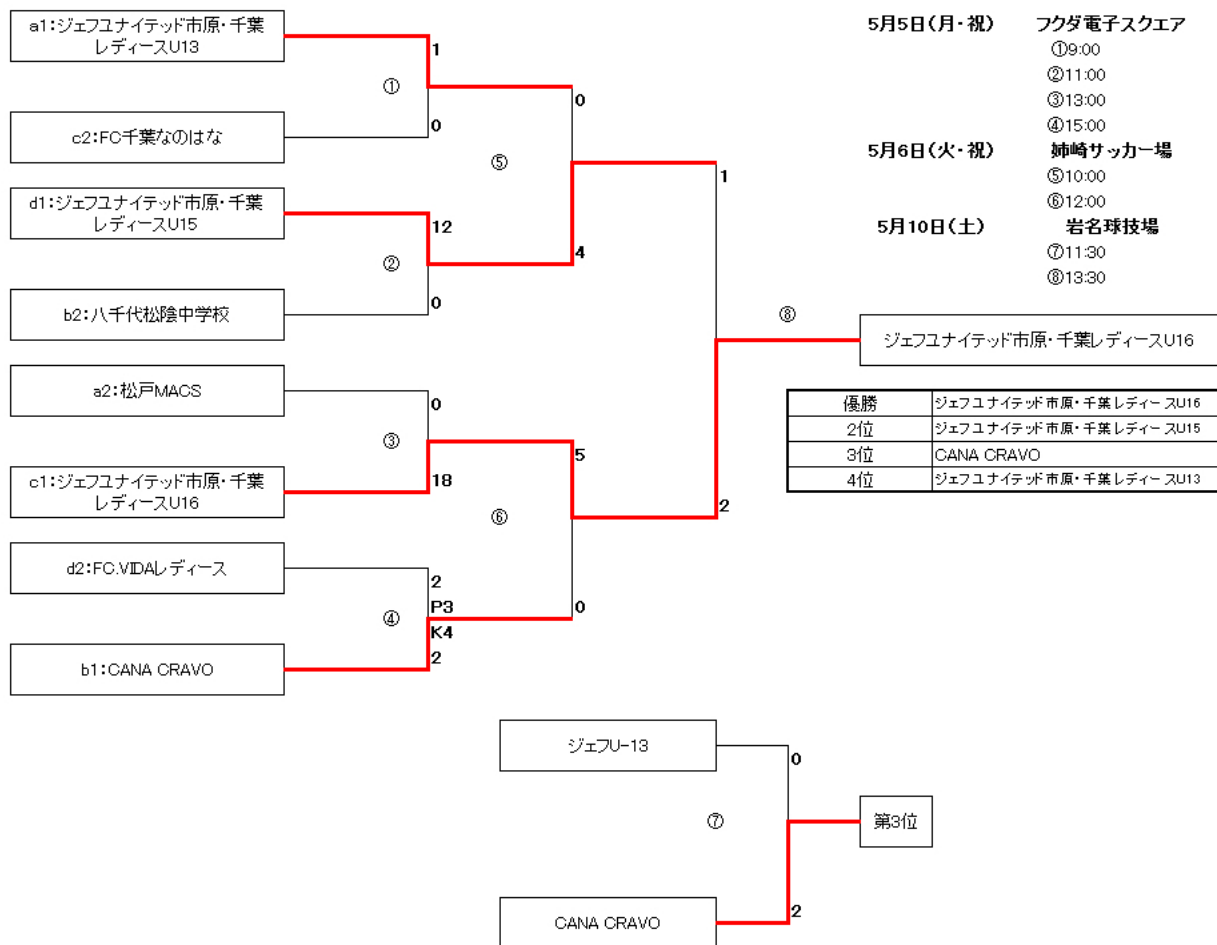 a1:ジェフユナイテッド市原・千葉
レディースU13
1
①
0
c2:FC千葉なのはな
0
⑤
d1:ジェフユナイテッド市原・千葉
レディースU15
12
②
4
0
b2:八千代松陰中学校
1
5月5日(月・祝) フクダ電子スクエア
①9:00
②11:00
③13:00
④15:00
5月6日(火・祝) 姉崎サッカー場
⑤10:00
⑥12:00
5月10日(土) 岩名球技場
⑦11:30
⑧13:30
⑧
ジェフユナイテッド市原・千葉レディースU16
a2:松戸MACS
0
③
5
c1:ジェフユナイテッド市原・千葉
レディースU16
18
⑥
2
優勝 ジェフユナイテッド市原・千葉レディースU16
2位 ジェフユナイテッド市原・千葉レディースU15
3位 CANA CRAVO
4位 ジェフユナイテッド市原・千葉レディースU13
d2:FC.VIDAレディース
2
P3
④
K4
0
2
b1:CANA CRAVO
ジェフU-13
0
⑦
第3位
CANA CRAVO
2